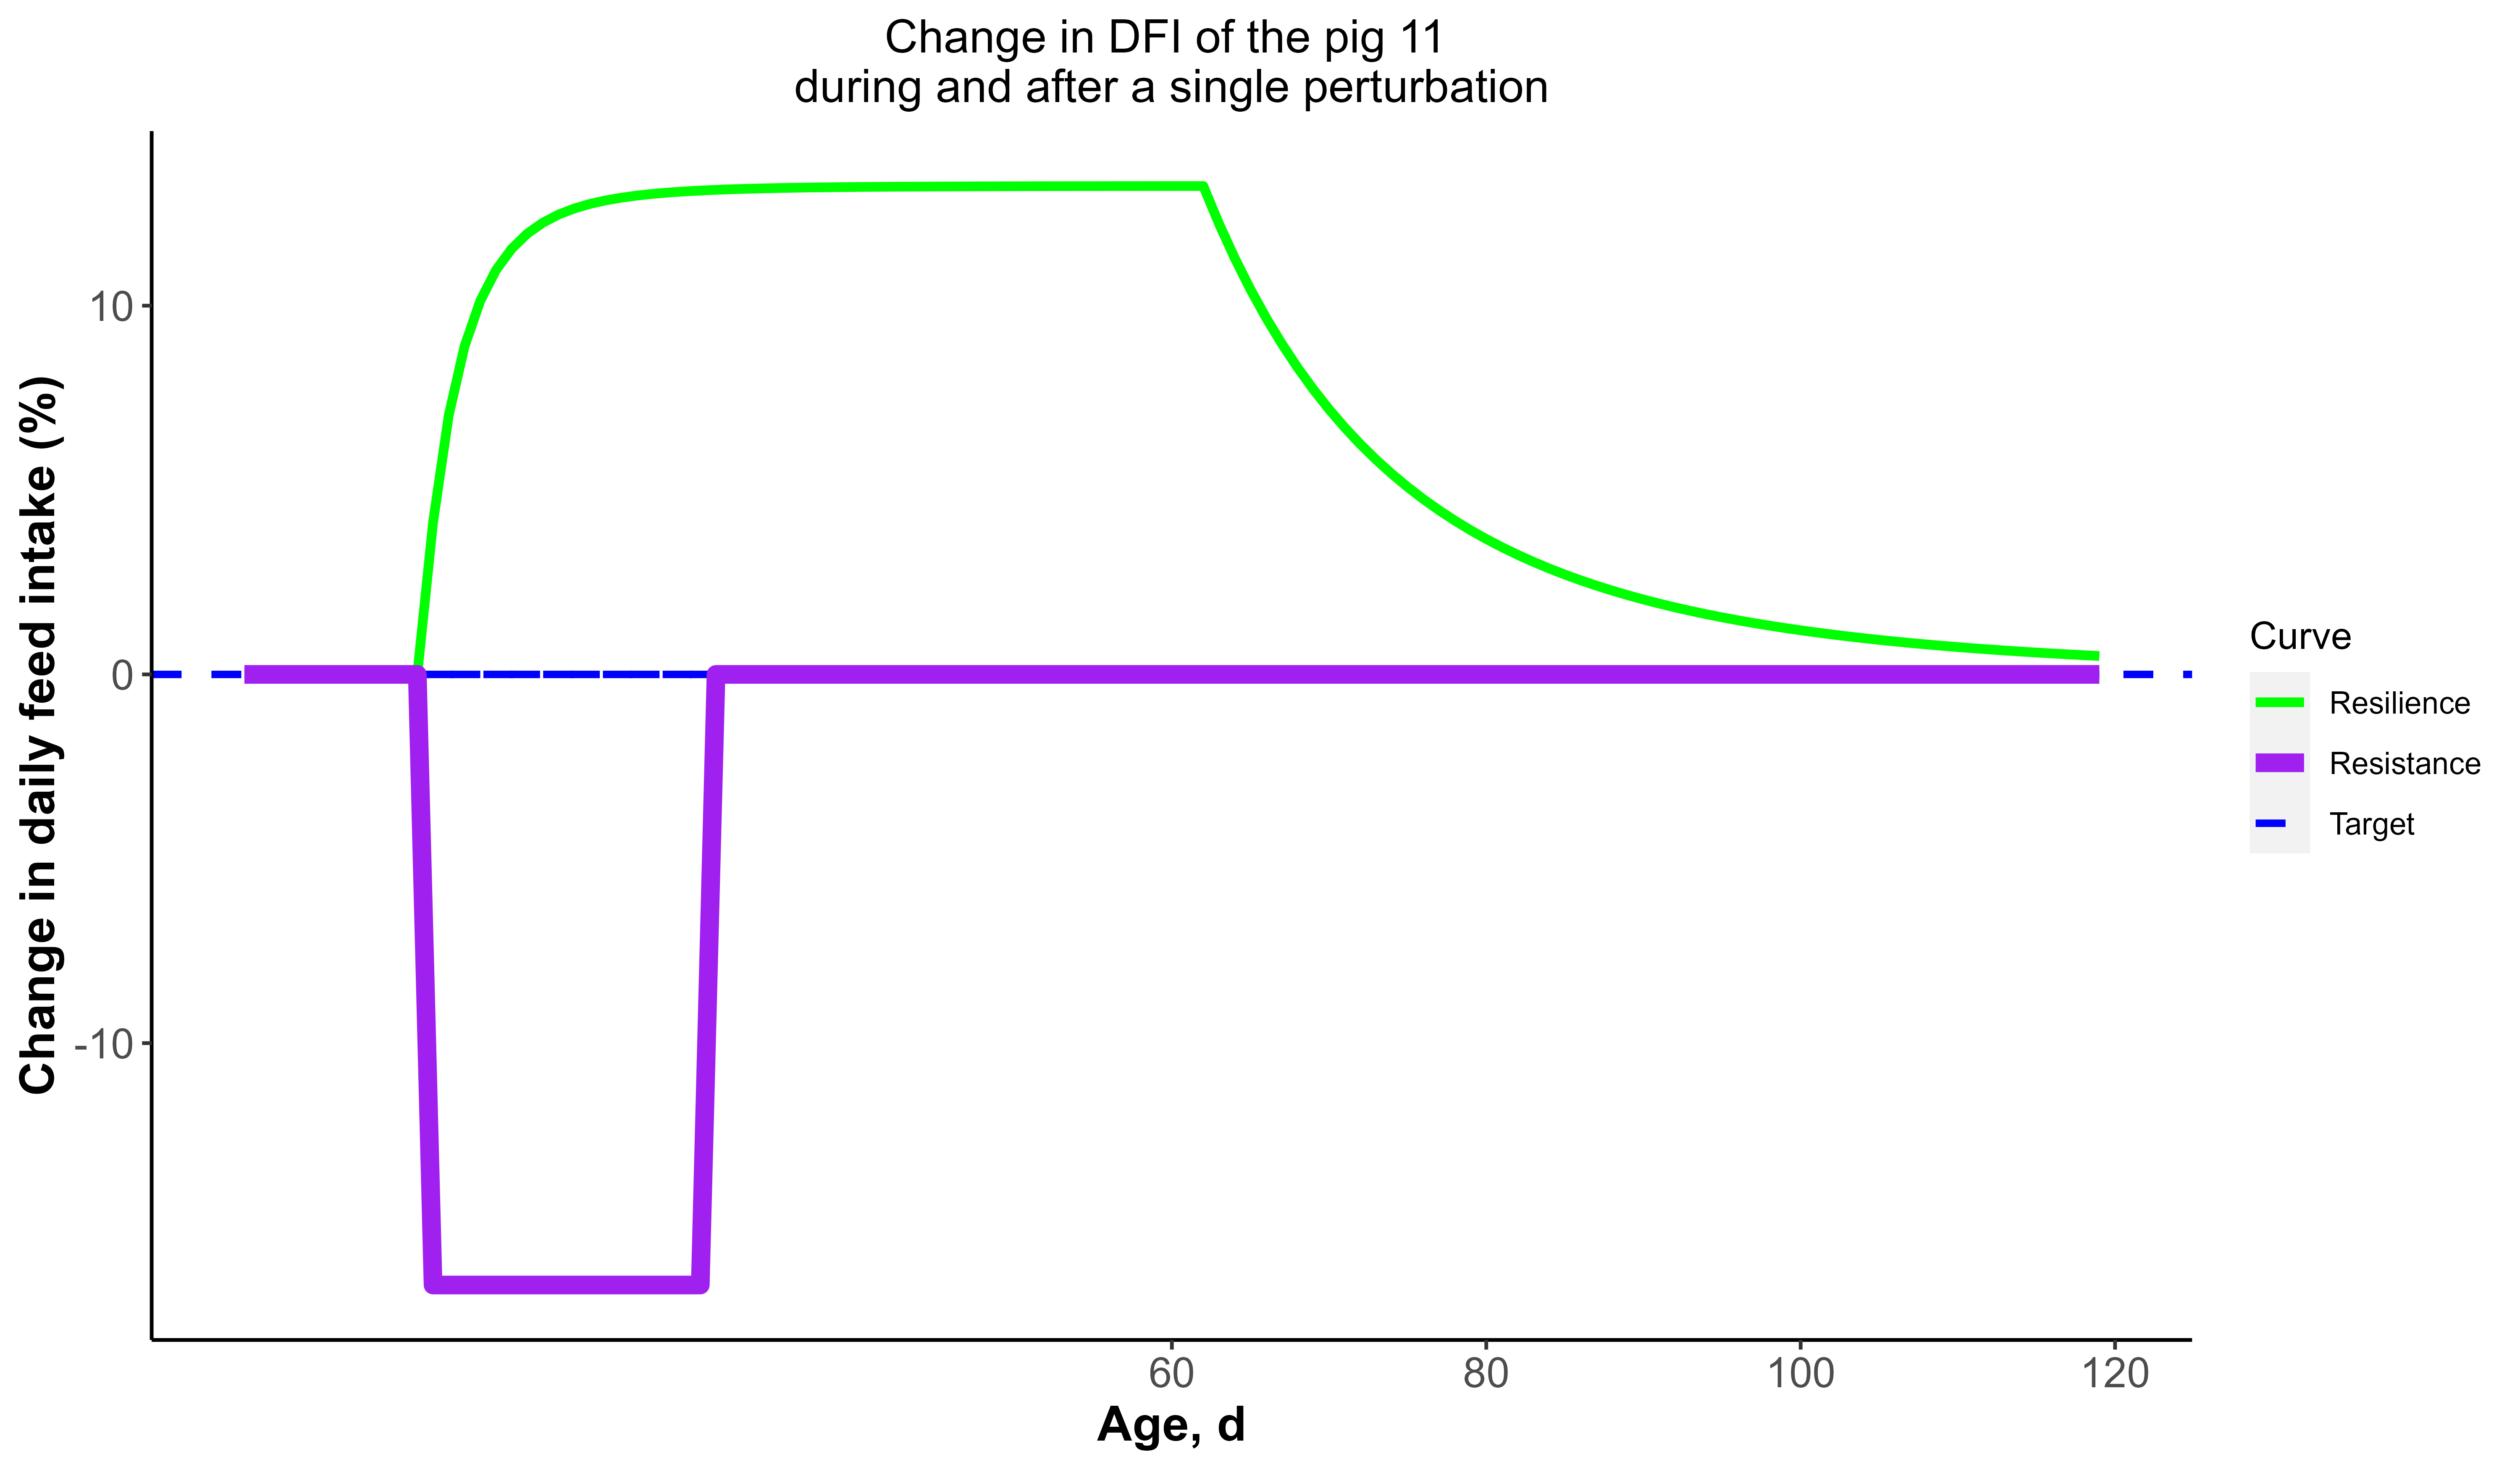 Change in DFI of the pig 11
during and after a single perturbation
Change in daily feed intake (%)
10
0
-10
60 80 100 120
Age, d
Curve
Resilience
Resistance
Target